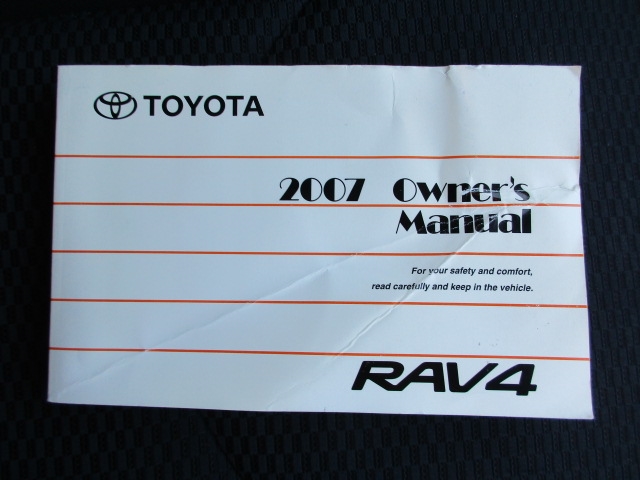 TOYOTA
2007 Owner's
Manual
For your safety and comfort,
read carefully and keep in the vehicle.
RAV4